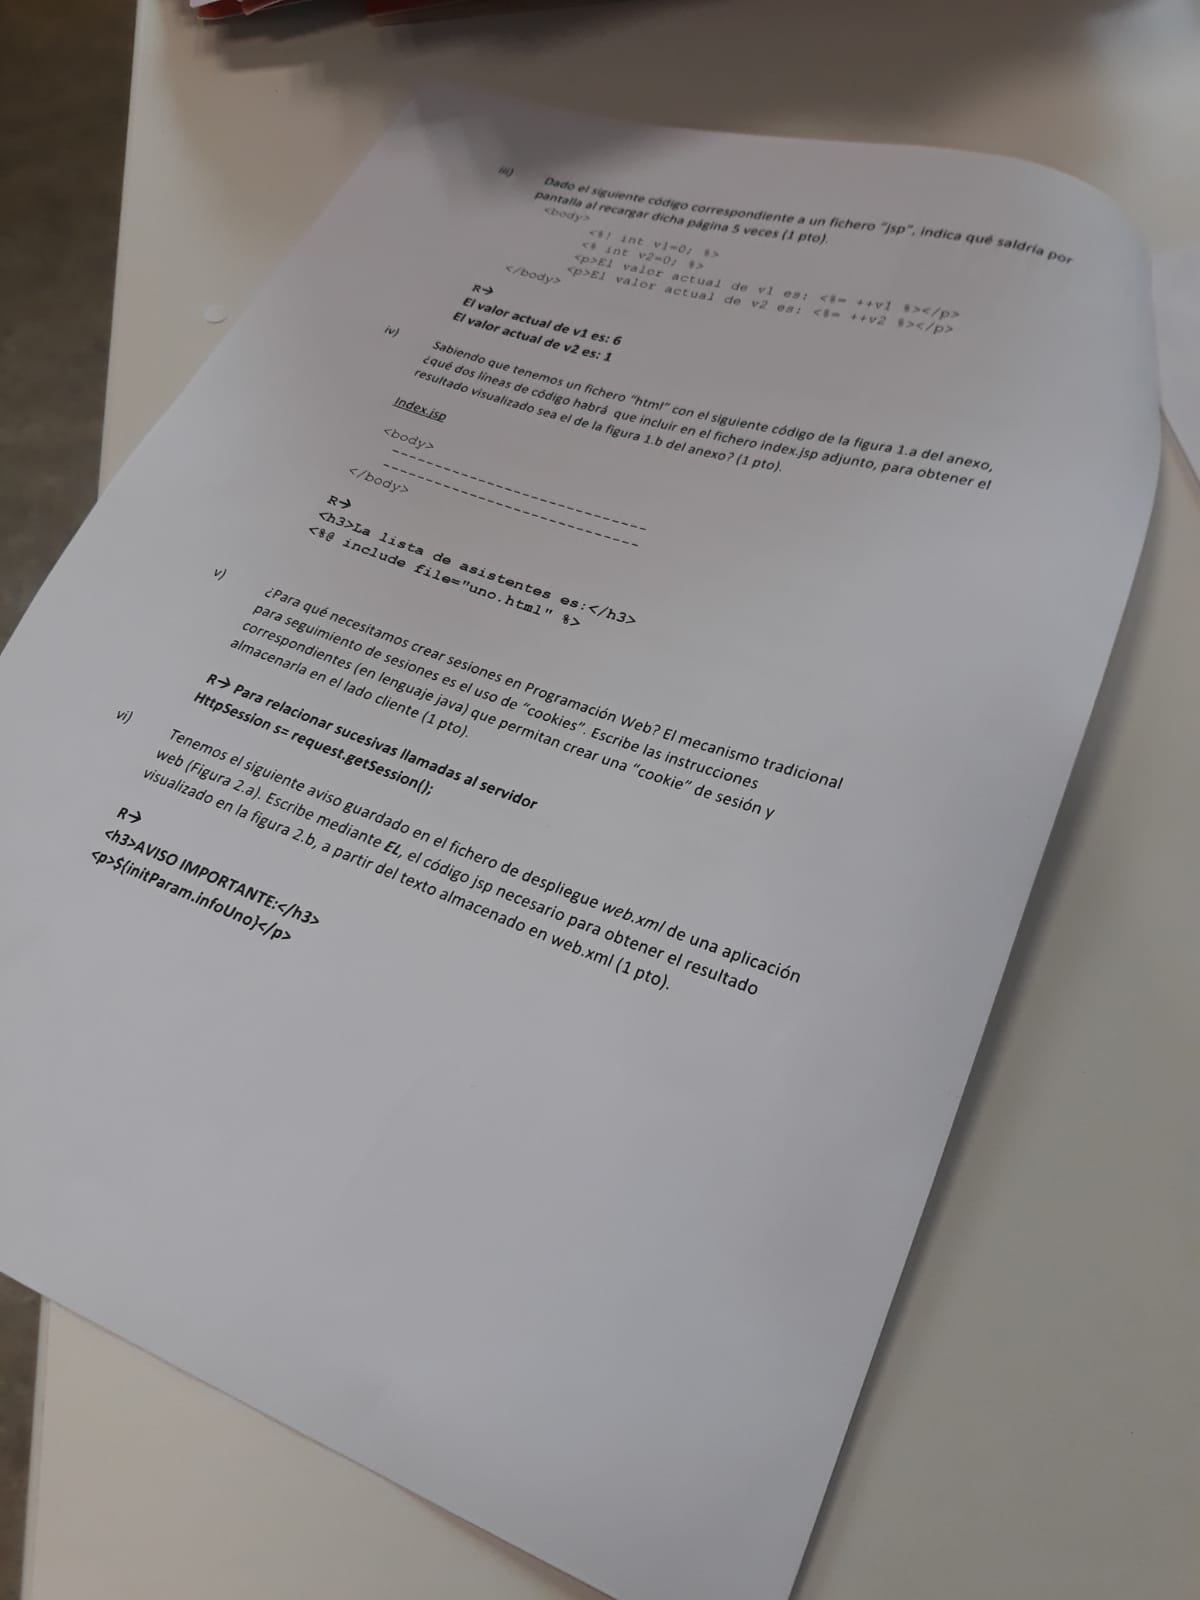 iii) Dado el siguiente código correspondiente a un fichero "jsp", indica qué saldría por
pantalla al recargar dicha página 5 veces (1 pto).
<body>
<%! int v1=0; %>
<% int v2=0; %>
<p>El valor actual de v1 es: <%= ++v1 %></p>
<p>El valor actual de v2 es: <%= ++v2 %></p>
</body>
R→
El valor actual de v1 es: 6
El valor actual de v2 es: 1
iv) Sabiendo que tenemos un fichero "html" con el siguiente código de la figura 1.a del anexo,
¿qué dos líneas de código habrá que incluir en el fichero index.jsp adjunto, para obtener el
resultado visualizado sea el de la figura 1.b del anexo? (1 pto).
Index.jsp
<body>
------------------------------
------------------------------
</body>
R→
<h3>La lista de asistentes es:</h3>
<%@ include file="uno.html" %>
v) ¿Para qué necesitamos crear sesiones en Programación Web? El mecanismo tradicional
para seguimiento de sesiones es el uso de "cookies". Escribe las instrucciones
correspondientes (en lenguaje java) que permitan crear una "cookie" de sesión y
almacenarla en el lado cliente (1 pto).
R→ Para relacionar sucesivas llamadas al servidor
HttpSession s= request.getSession();
vi) Tenemos el siguiente aviso guardado en el fichero de despliegue web.xml de una aplicación
web (Figura 2.a). Escribe mediante EL, el código jsp necesario para obtener el resultado
visualizado en la figura 2.b, a partir del texto almacenado en web.xml (1 pto).
R→
<h3>AVISO IMPORTANTE:</h3>
<p>${initParam.infoUno}</p>